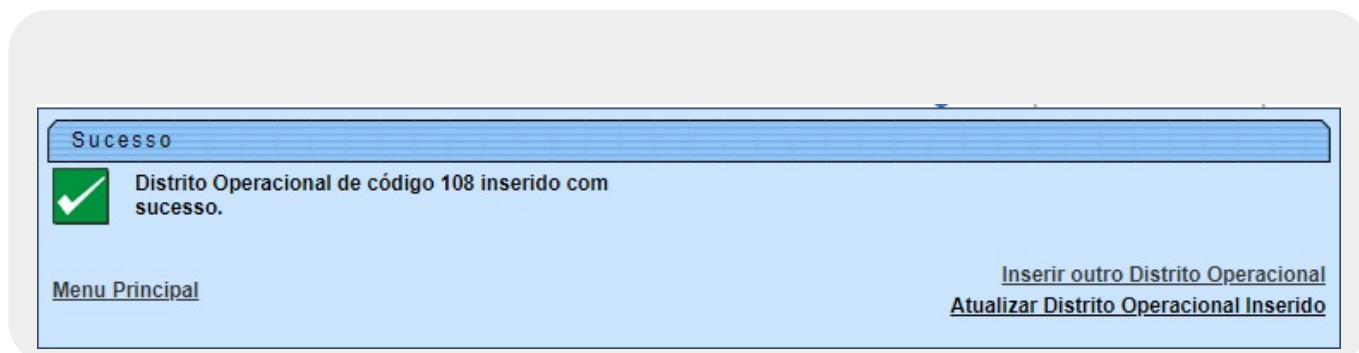 Sucesso
Distrito Operacional de código 108 inserido com
sucesso.
Inserir outro Distrito Operacional
Menu Principal
Atualizar Distrito Operacional Inserido